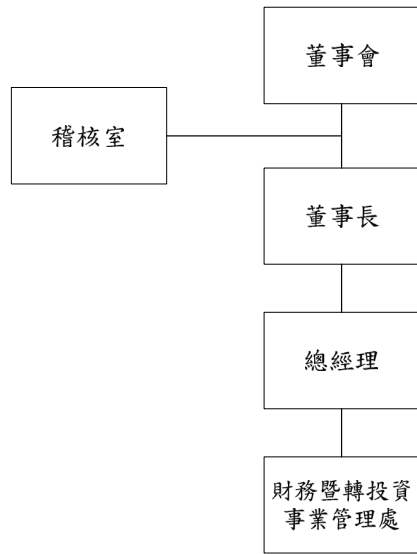 董事會
稽核室
董事長
總經理
財務暨轉投資
事業管理處